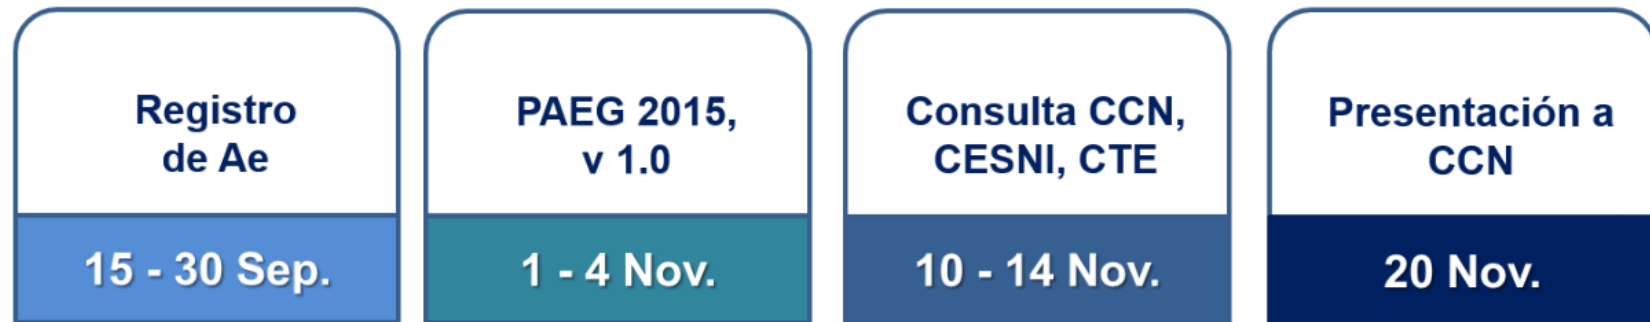 Registro
de Ae
15 - 30 Sep.
PAEG 2015,
v 1.0
1 - 4 Nov.
Consulta CCN,
CESNI, CTE
10 - 14 Nov.
Presentación a
CCN
20 Nov.